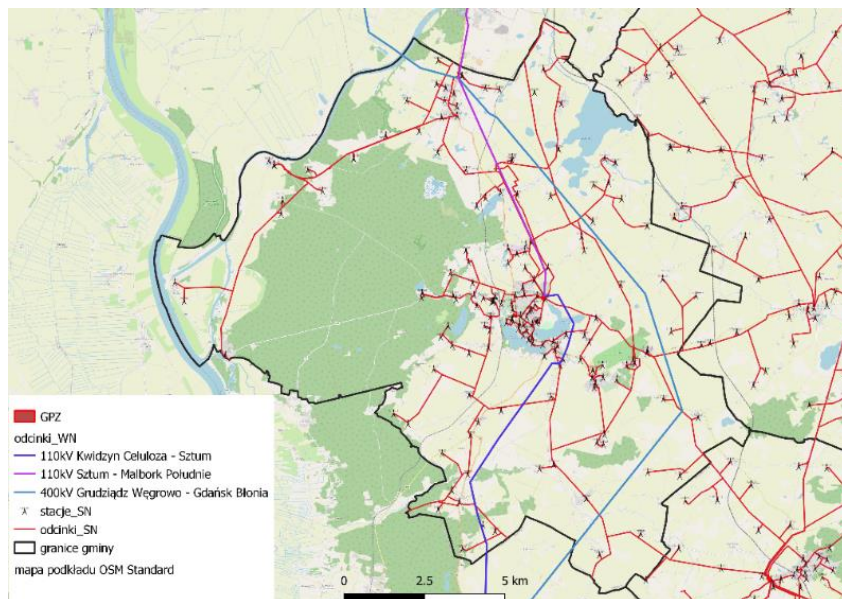 GPZ
odcinki_WN
110kV Kwidzyn Celuloza - Sztum
110kV Sztum - Malbork Południe
400kV Grudziądz Węgrowo - Gdańsk Błonia
stacje_SN
odcinki_SN
granice gminy
mapa podkładu OSM Standard
0 2.5 5 km